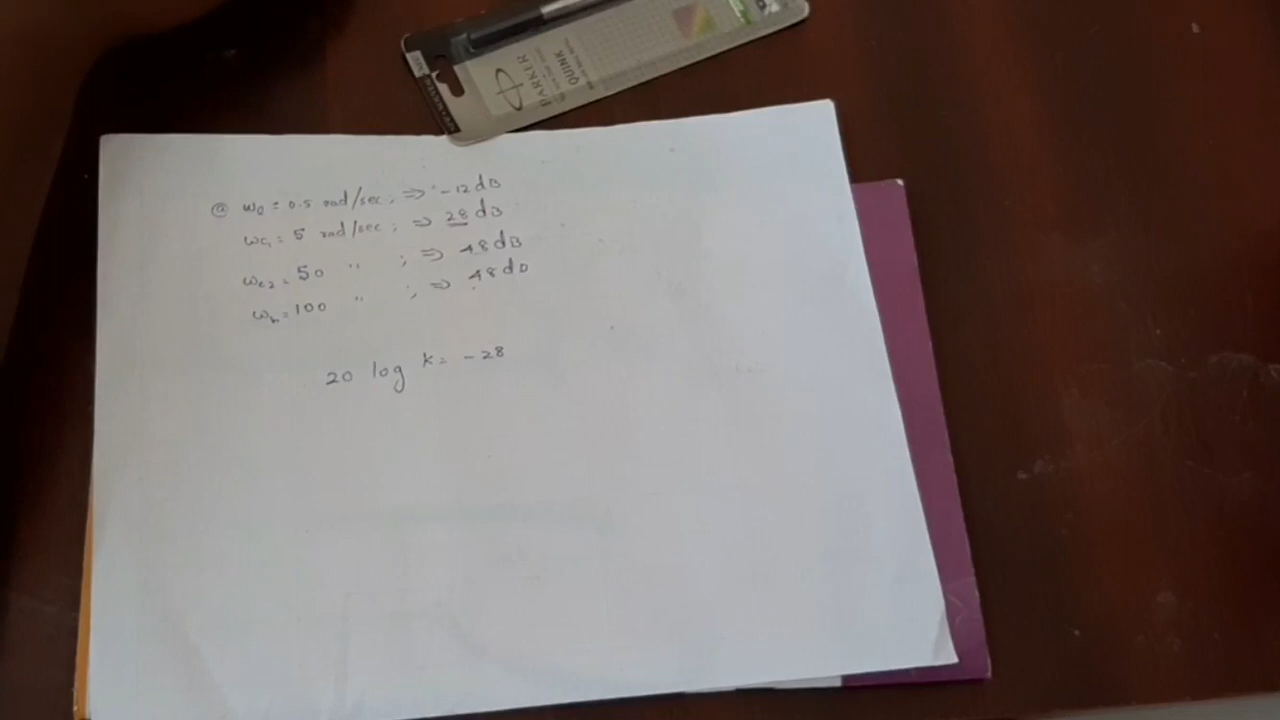 PARKER
QUINK
@ ωl = 0.5 rad/sec; => -12 dB
ωc1 = 5 rad/sec; => 28 dB
ωc2 = 50 " ; => 48 dB
ωh = 100 " ; => 48 dB
20 log K = -28